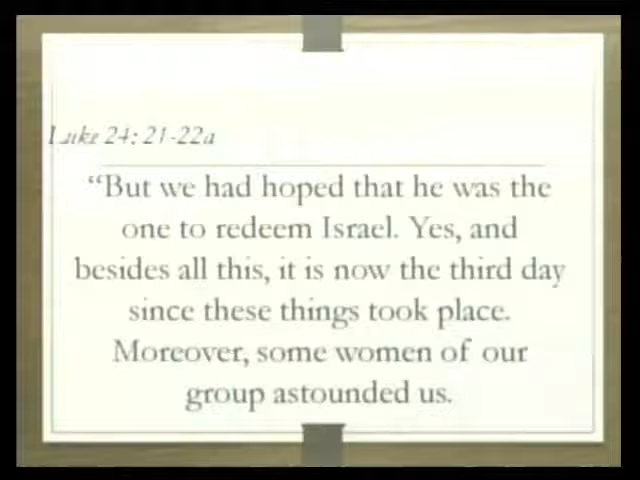 Luke 24: 21-22a
“But we had hoped that he was the
one to redeem Israel. Yes, and
besides all this, it is now the third day
since these things took place.
Moreover, some women of our
group astounded us.